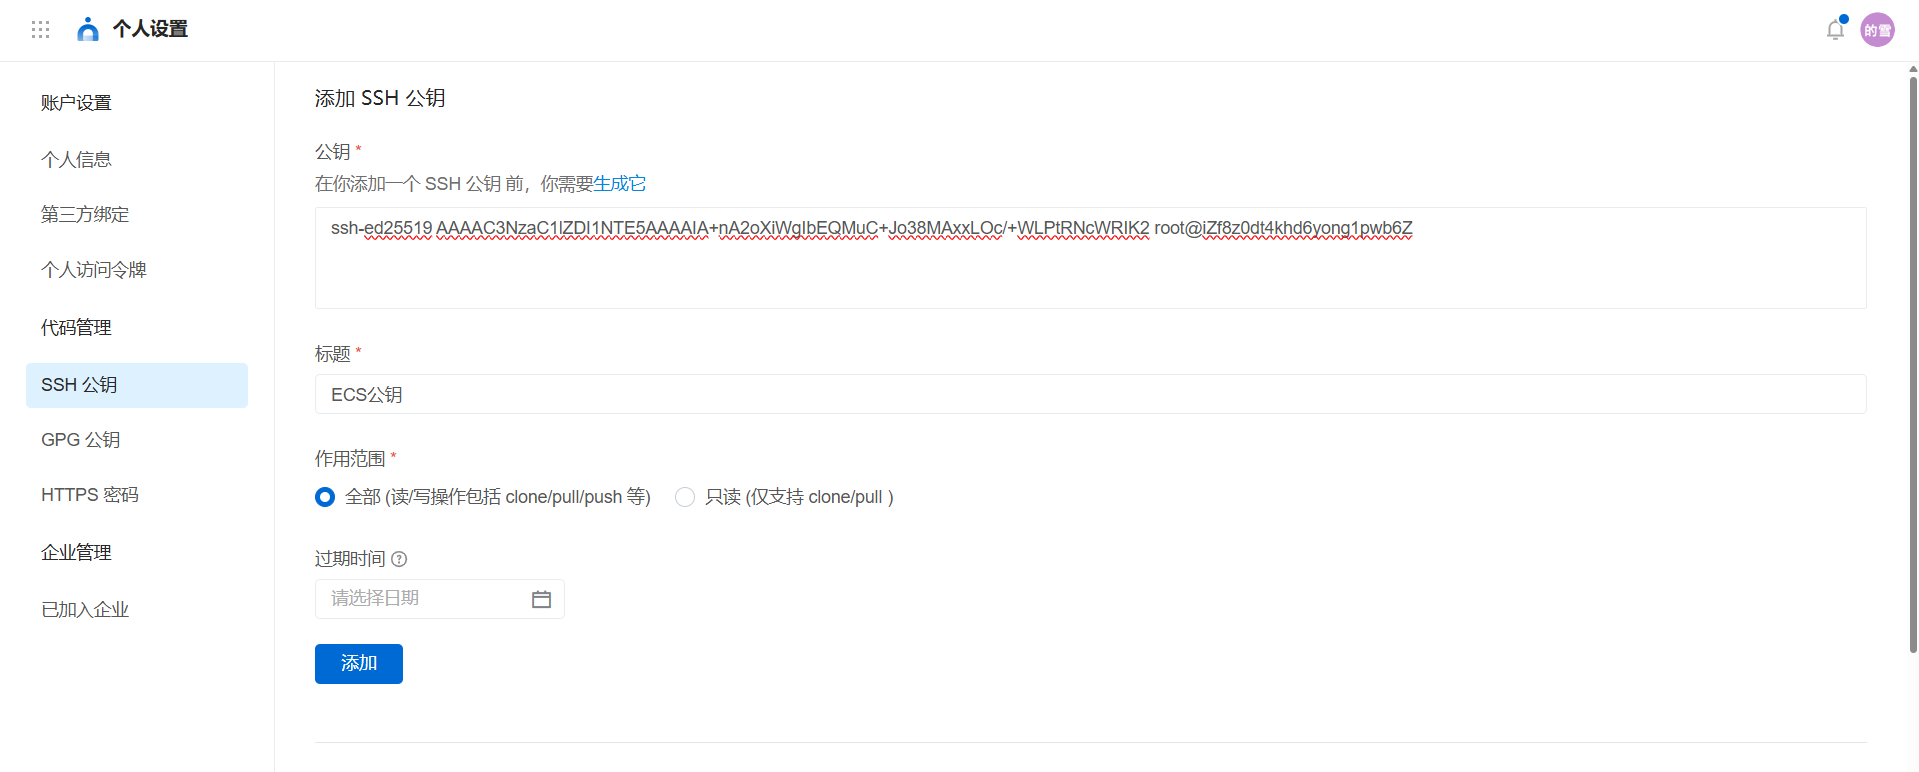 个人设置
的雪
账户设置
个人信息
第三方绑定
个人访问令牌
代码管理
SSH 公钥
GPG 公钥
HTTPS 密码
企业管理
已加入企业
添加 SSH 公钥
公钥 *
在你添加一个 SSH 公钥 前，你需要生成它
ssh-ed25519 AAAAC3NzaC1lZDI1NTE5AAAAIA+nA2oXiWgIbEQMuC+Jo38MAxxLOc/+WLPtRNcWRIK2 root@iZf8z0dt4khd6yong1pwb6Z
标题 *
ECS公钥
作用范围 *
全部 (读/写操作包括 clone/pull/push 等) 只读 (仅支持 clone/pull )
过期时间 ?
请选择日期
添加